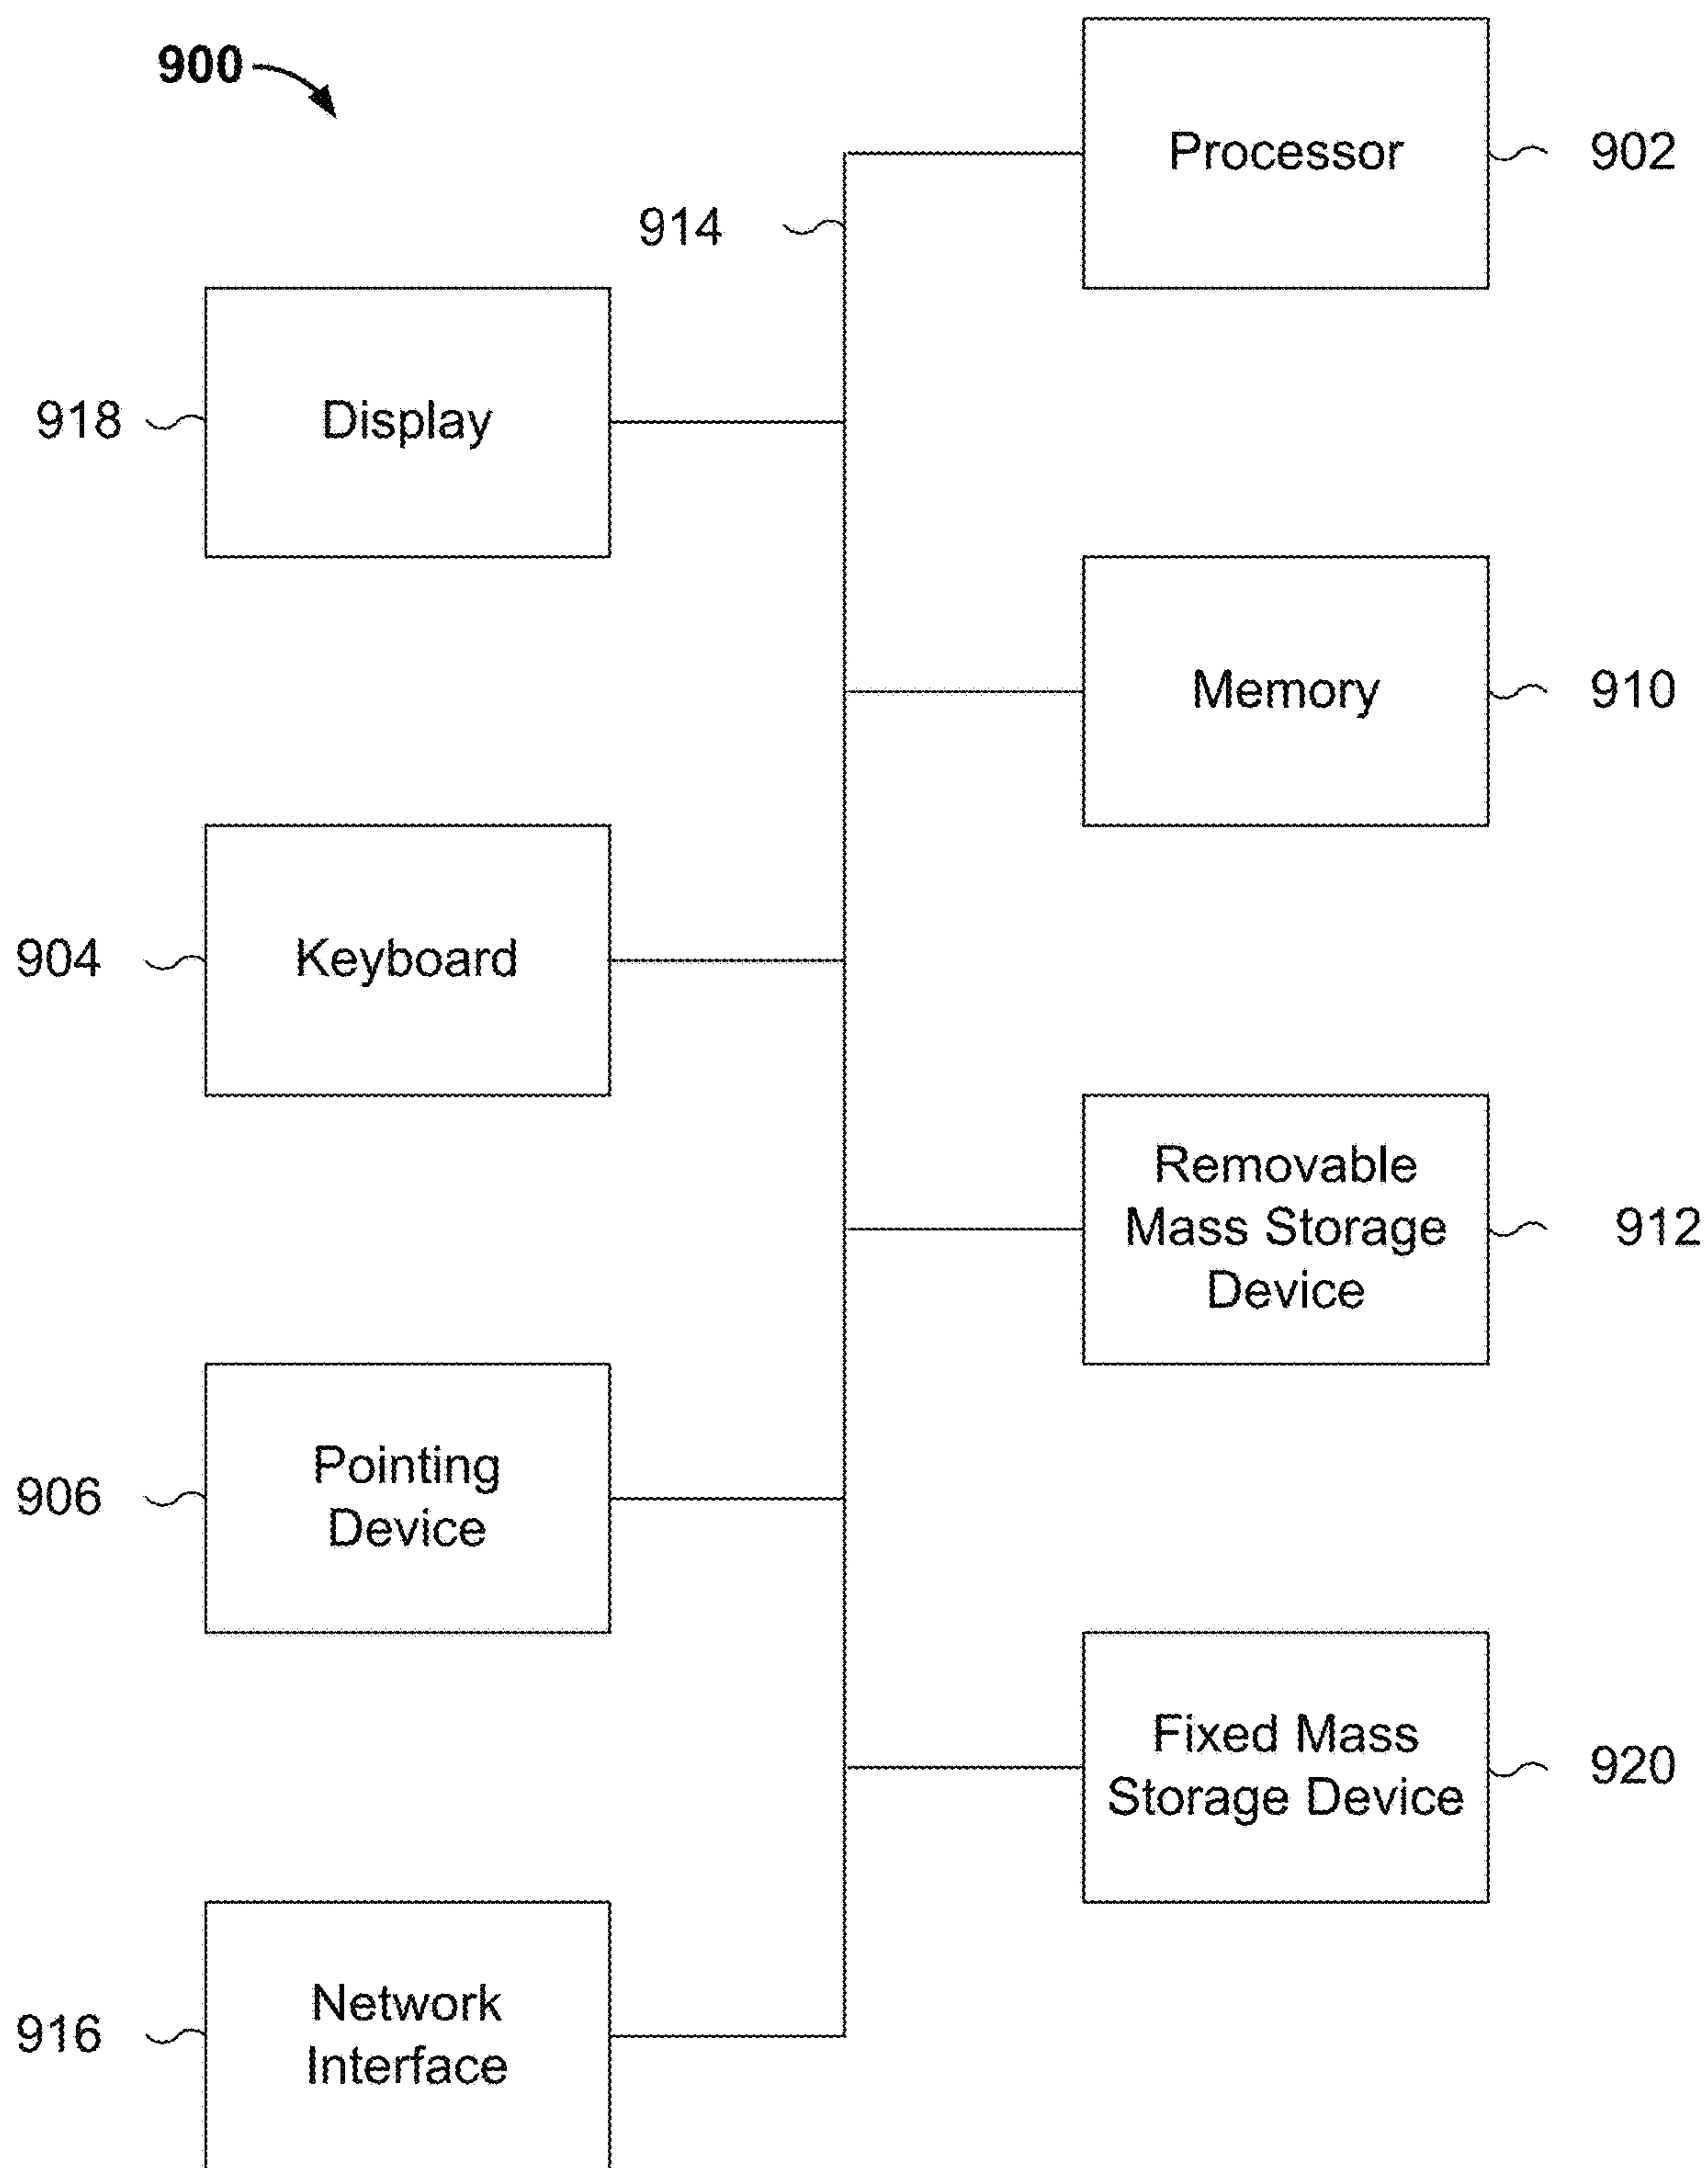 900
Processor
902
914
Display
918
Memory
910
Keyboard
904
Removable
Mass Storage
Device
912
Pointing
Device
906
Fixed Mass
Storage Device
920
Network
Interface
916